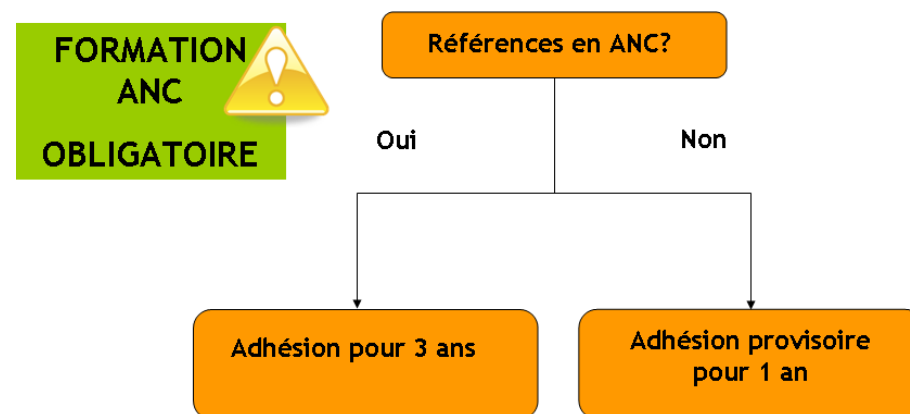 FORMATION
ANC
OBLIGATOIRE
Références en ANC?
Oui
Non
Adhésion pour 3 ans
Adhésion provisoire
pour 1 an